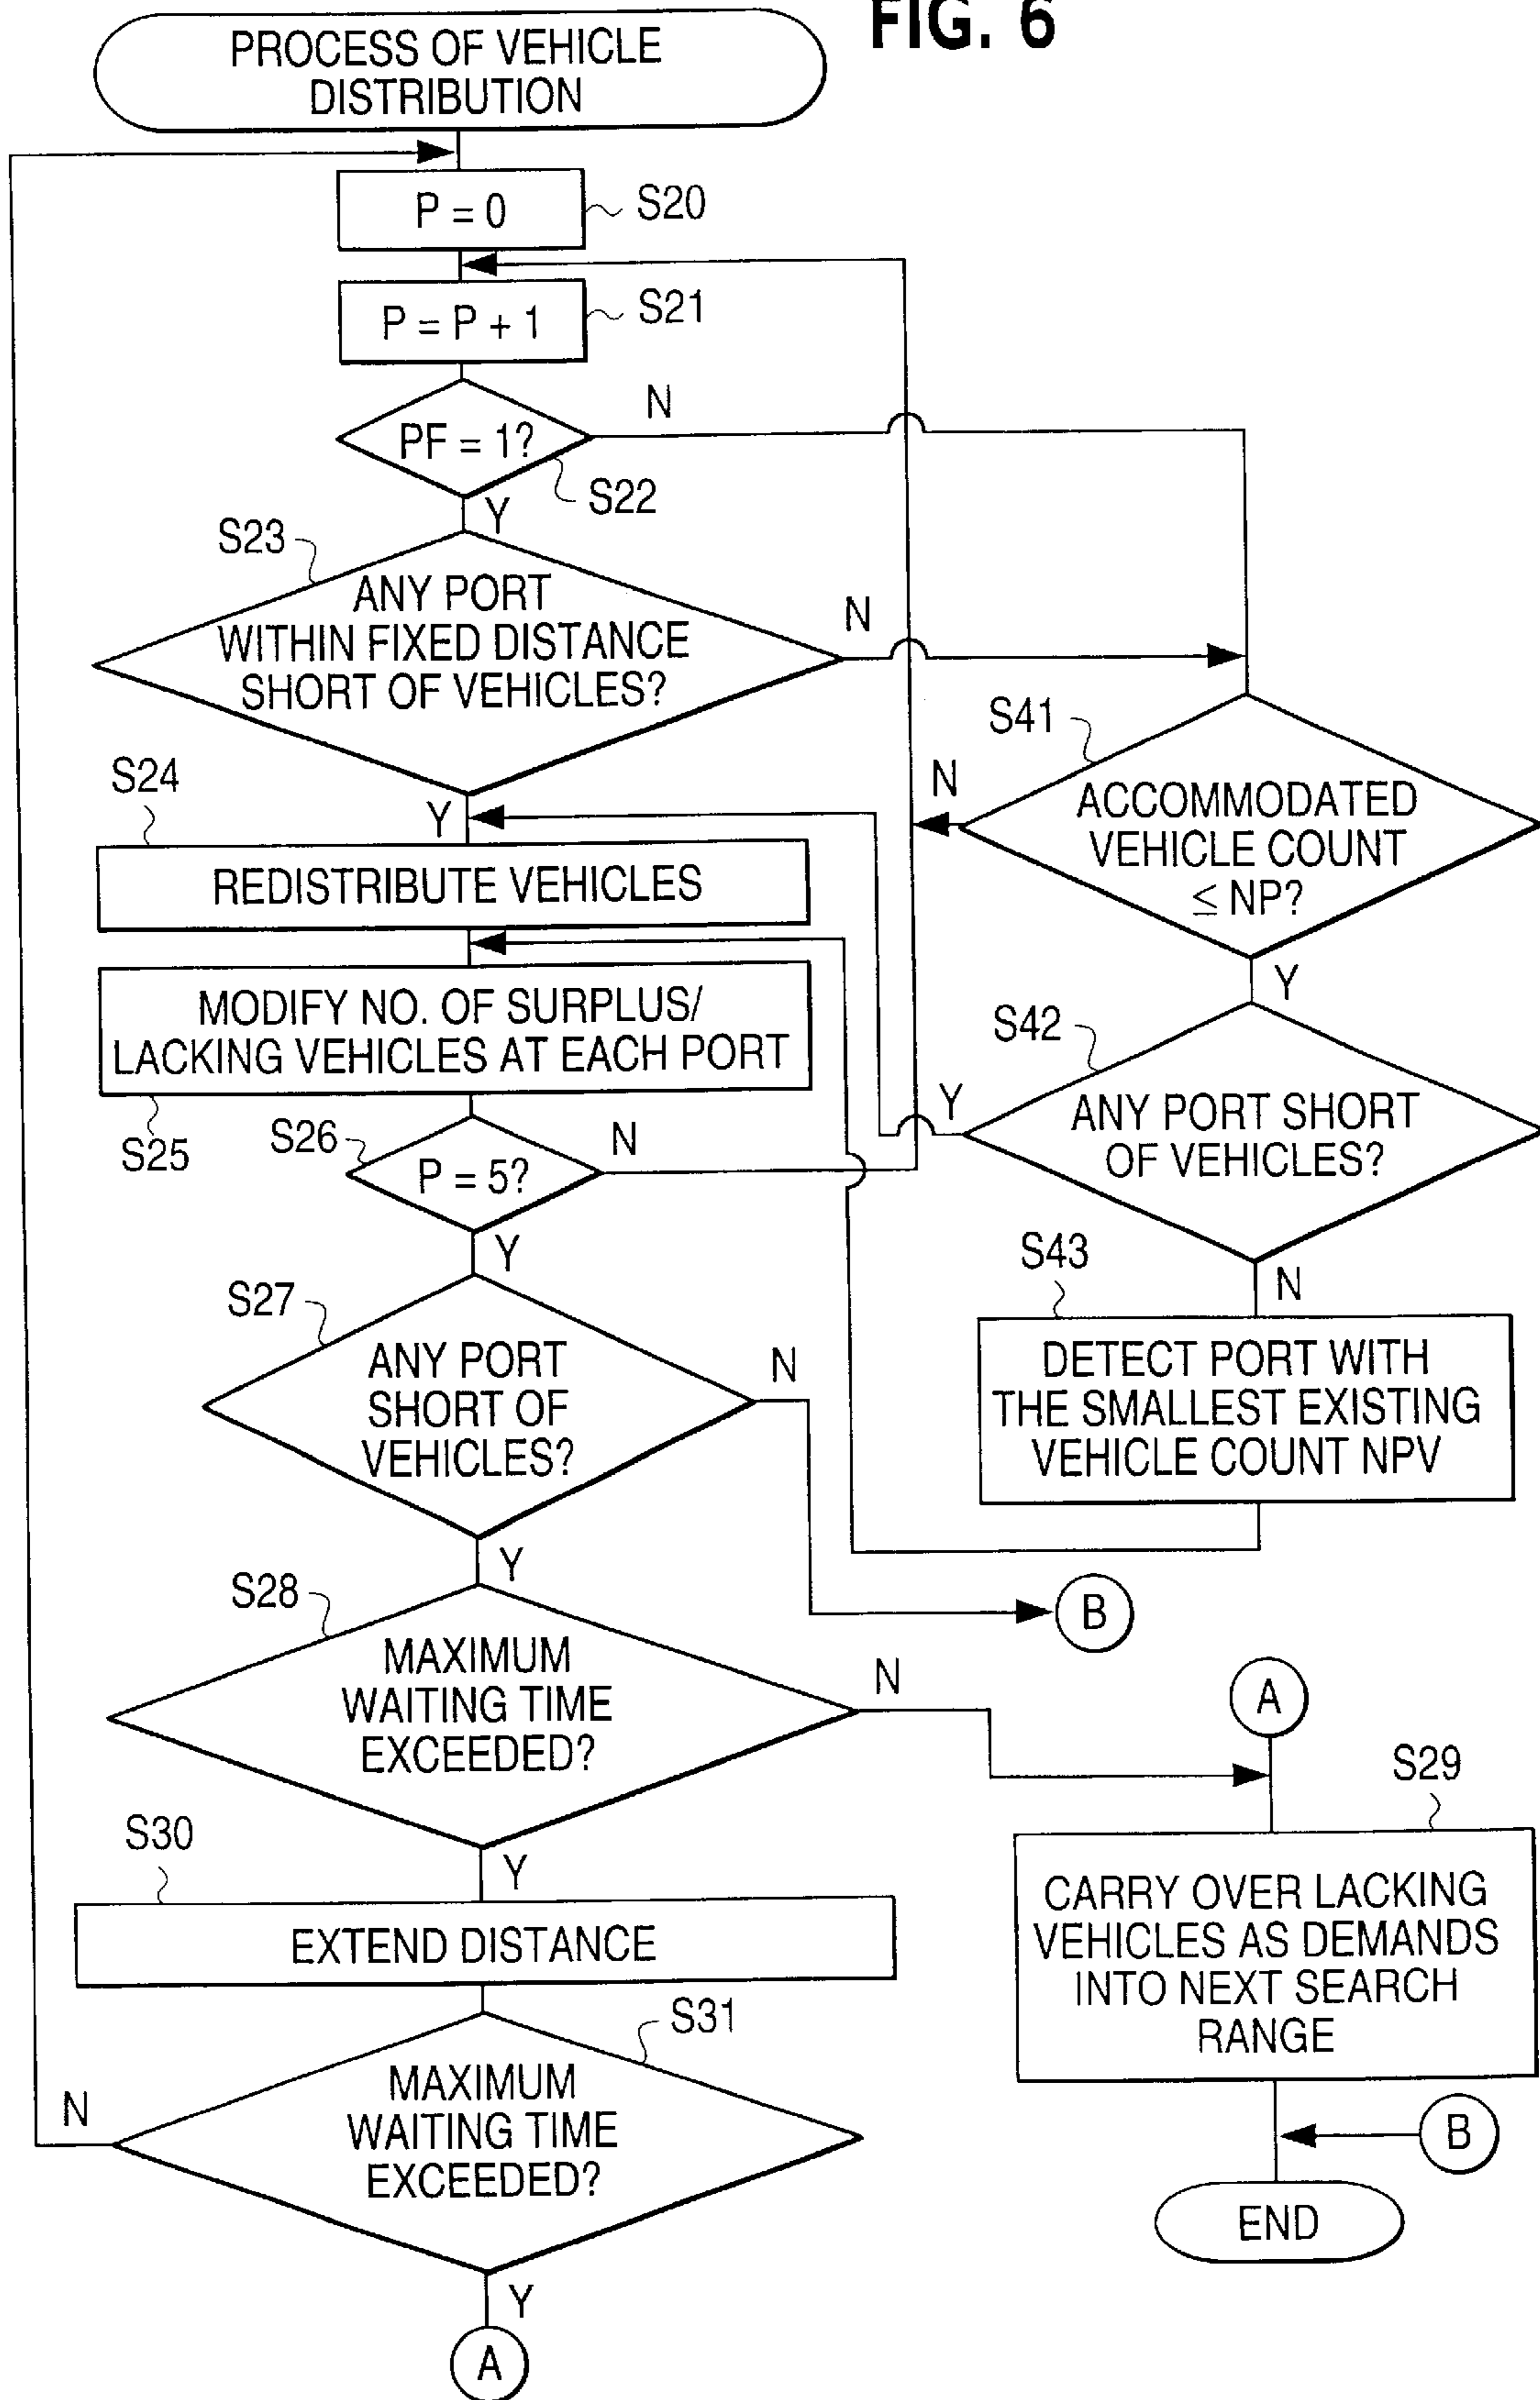 FIG. 6
PROCESS OF VEHICLE
DISTRIBUTION
P = 0
S20
P = P + 1
S21
PF = 1?
N
S22
Y
S23
ANY PORT
WITHIN FIXED DISTANCE
SHORT OF VEHICLES?
N
S41
ACCOMMODATED
VEHICLE COUNT
≤ NP?
N
Y
S24
Y
REDISTRIBUTE VEHICLES
MODIFY NO. OF SURPLUS/
LACKING VEHICLES AT EACH PORT
S25
S42
ANY PORT SHORT
OF VEHICLES?
Y
N
S26
P = 5?
N
Y
S43
DETECT PORT WITH
THE SMALLEST EXISTING
VEHICLE COUNT NPV
S27
ANY PORT
SHORT OF
VEHICLES?
N
Y
B
S28
MAXIMUM
WAITING TIME
EXCEEDED?
N
Y
A
S29
CARRY OVER LACKING
VEHICLES AS DEMANDS
INTO NEXT SEARCH
RANGE
S30
EXTEND DISTANCE
S31
MAXIMUM
WAITING TIME
EXCEEDED?
N
Y
B
END
A